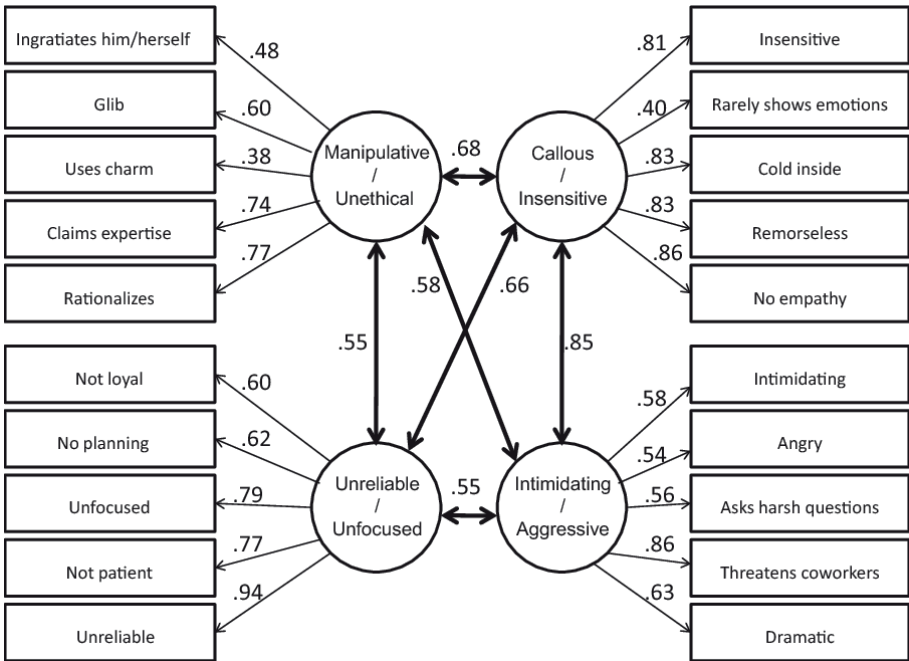 Ingratiates him/herself
.48
Glib
.60
Uses charm
.38
Claims expertise
.74
Rationalizes
.77
Manipulative
/
Unethical
.68
Callous
/
Insensitive
.81
Insensitive
.40
Rarely shows emotions
.83
Cold inside
.83
Remorseless
.86
No empathy
.55
.58
.66
.85
Not loyal
.60
No planning
.62
Unfocused
.79
Not patient
.77
Unreliable
.94
Unreliable
/
Unfocused
.55
Intimidating
/
Aggressive
.58
Intimidating
.54
Angry
.56
Asks harsh questions
.86
Threatens coworkers
.63
Dramatic